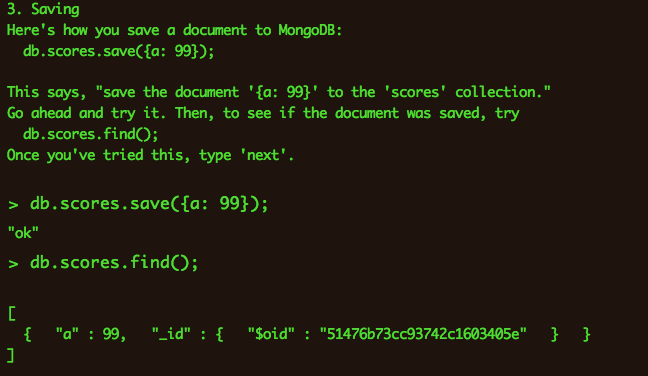 3. Saving
Here's how you save a document to MongoDB:
db.scores.save({a: 99});
This says, "save the document '{a: 99}' to the 'scores' collection."
Go ahead and try it. Then, to see if the document was saved, try
db.scores.find();
Once you've tried this, type 'next'.
> db.scores.save({a: 99});
"ok"
> db.scores.find();
[
{ "a" : 99, "_id" : { "$oid" : "51476b73cc93742c1603405e" } }
]